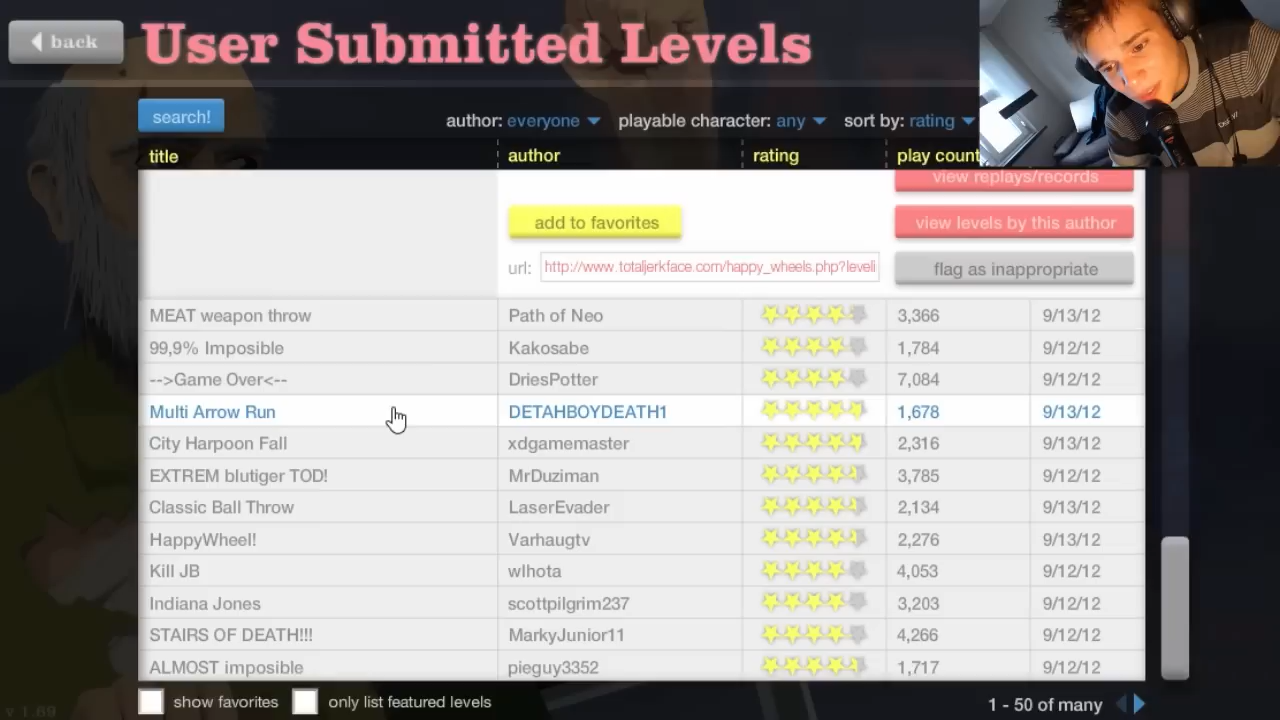 back
User Submitted Levels
search!
author: everyone playable character: any sort by: rating
title author rating play count
view replays/records
add to favorites view levels by this author
url: http://www.totaljerkface.com/happy_wheels.php?leveli flag as inappropriate
MEAT weapon throw Path of Neo 3,366 9/13/12
99,9% Imposible Kakosabe 1,784 9/12/12
-->Game Over<-- DriesPotter 7,084 9/12/12
Multi Arrow Run DETAHBOYDEATH1 1,678 9/13/12
City Harpoon Fall xdgamemaster 2,316 9/13/12
EXTREM blutiger TOD! MrDuziman 3,785 9/12/12
Classic Ball Throw LaserEvader 2,134 9/13/12
HappyWheel! Varhaugtv 2,276 9/13/12
Kill JB wlhota 4,053 9/12/12
Indiana Jones scottpilgrim237 3,203 9/12/12
STAIRS OF DEATH!!! MarkyJunior11 4,266 9/12/12
ALMOST imposible pieguy3352 1,717 9/12/12
show favorites only list featured levels 1 - 50 of many
v 1.69